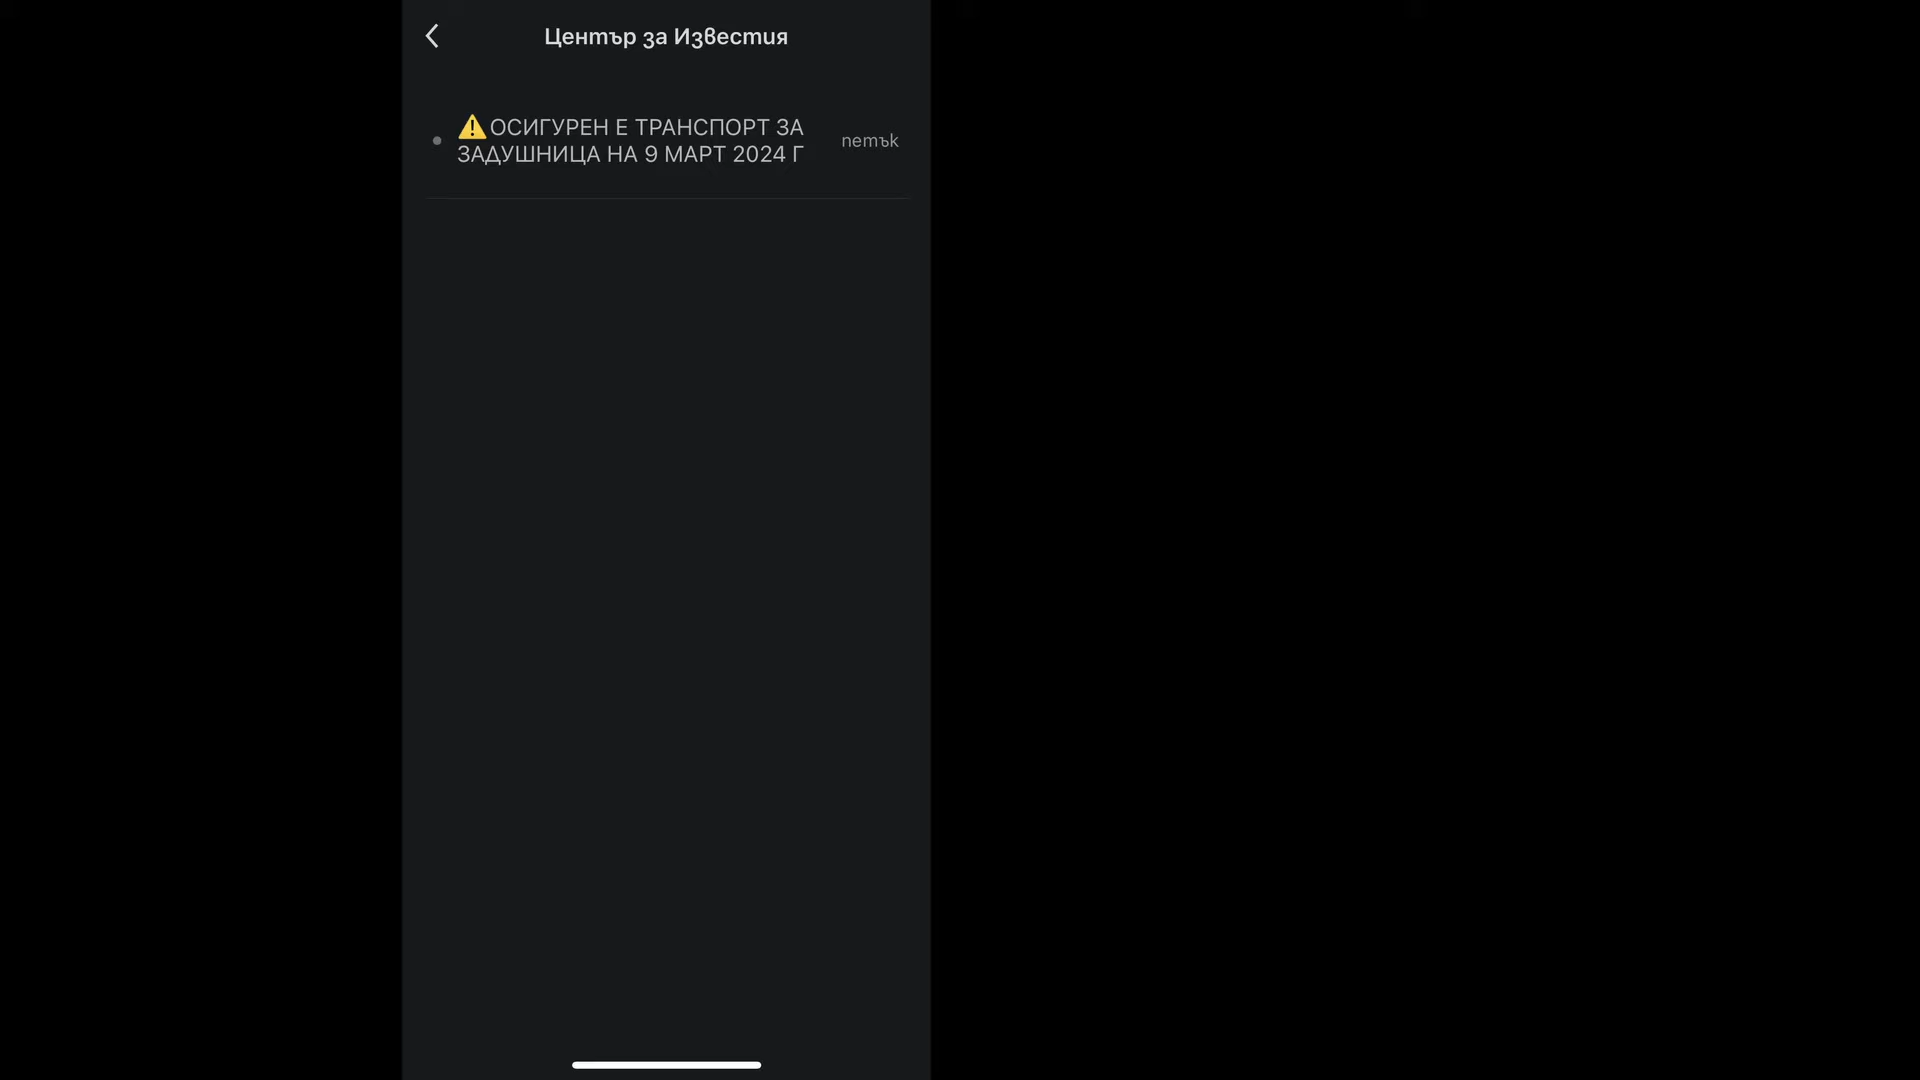 Център за Известия
⚠️ОСИГУРЕН Е ТРАНСПОРТ ЗА
ЗАДУШНИЦА НА 9 МАРТ 2024 Г
петък